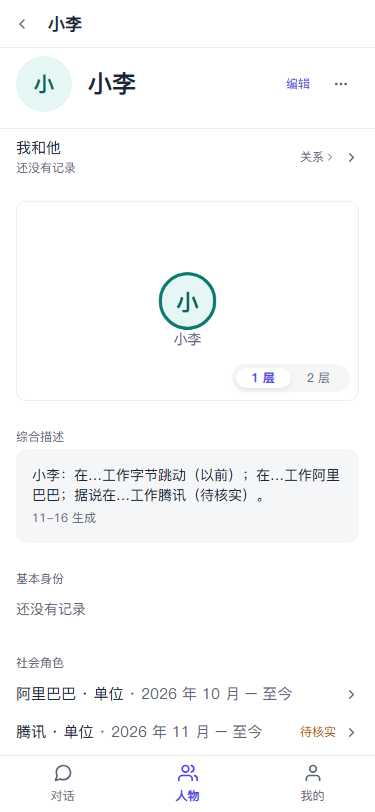 小李
小
小李
编辑
我和他
还没有记录
关系
小
小李
1 层
2 层
综合描述
小李：在…工作字节跳动（以前）；在…工作阿里
巴巴；据说在…工作腾讯（待核实）。
11-16 生成
基本身份
还没有记录
社会角色
阿里巴巴 · 单位 · 2026 年 10 月 — 至今
腾讯 · 单位 · 2026 年 11 月 — 至今
待核实
对话
人物
我的